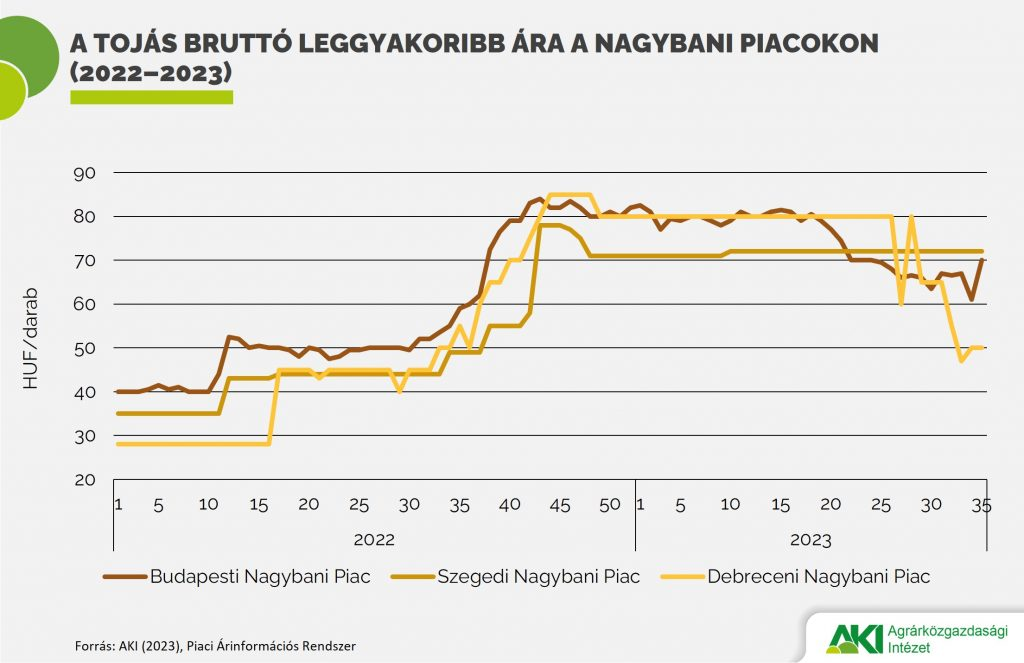 A TOJÁS BRUTTÓ LEGGYAKORIBB ÁRA A NAGYBANI PIACOKON
(2022–2023)
HUF/darab
90
80
70
60
50
40
30
20
1 5 10 15 20 25 30 35 40 45 50 1 5 10 15 20 25 30 35
2022 2023
Budapesti Nagybani Piac Szegedi Nagybani Piac Debreceni Nagybani Piac
Forrás: AKI (2023), Piaci Árinformációs Rendszer
AKI Agrárközgazdasági
Intézet